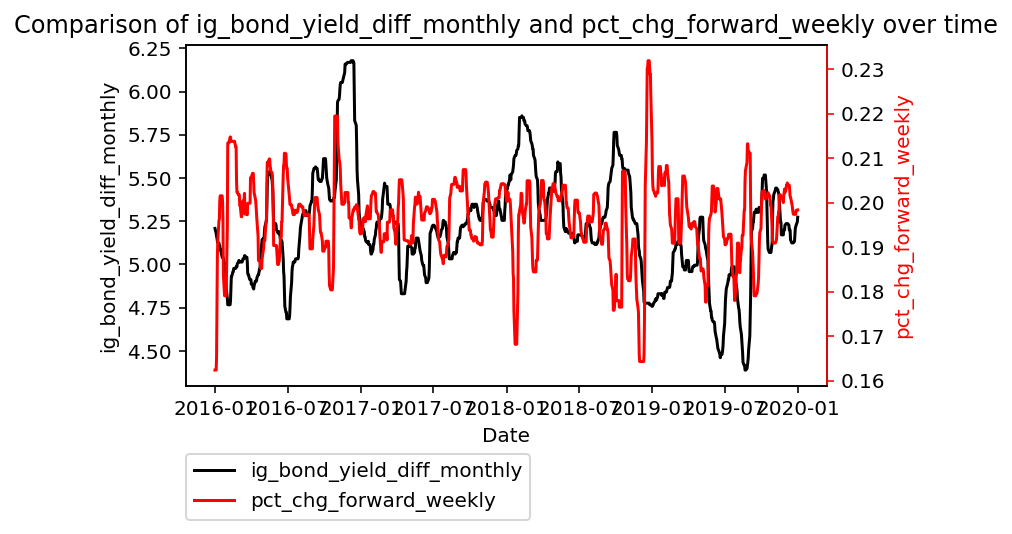 Comparison of ig_bond_yield_diff_monthly and pct_chg_forward_weekly over time
6.25
6.00
5.75
5.50
5.25
5.00
4.75
4.50
ig_bond_yield_diff_monthly
0.23
0.22
0.21
0.20
0.19
0.18
0.17
0.16
pct_chg_forward_weekly
2016-01 2016-07 2017-01 2017-07 2018-01 2018-07 2019-01 2019-07 2020-01
Date
ig_bond_yield_diff_monthly
pct_chg_forward_weekly